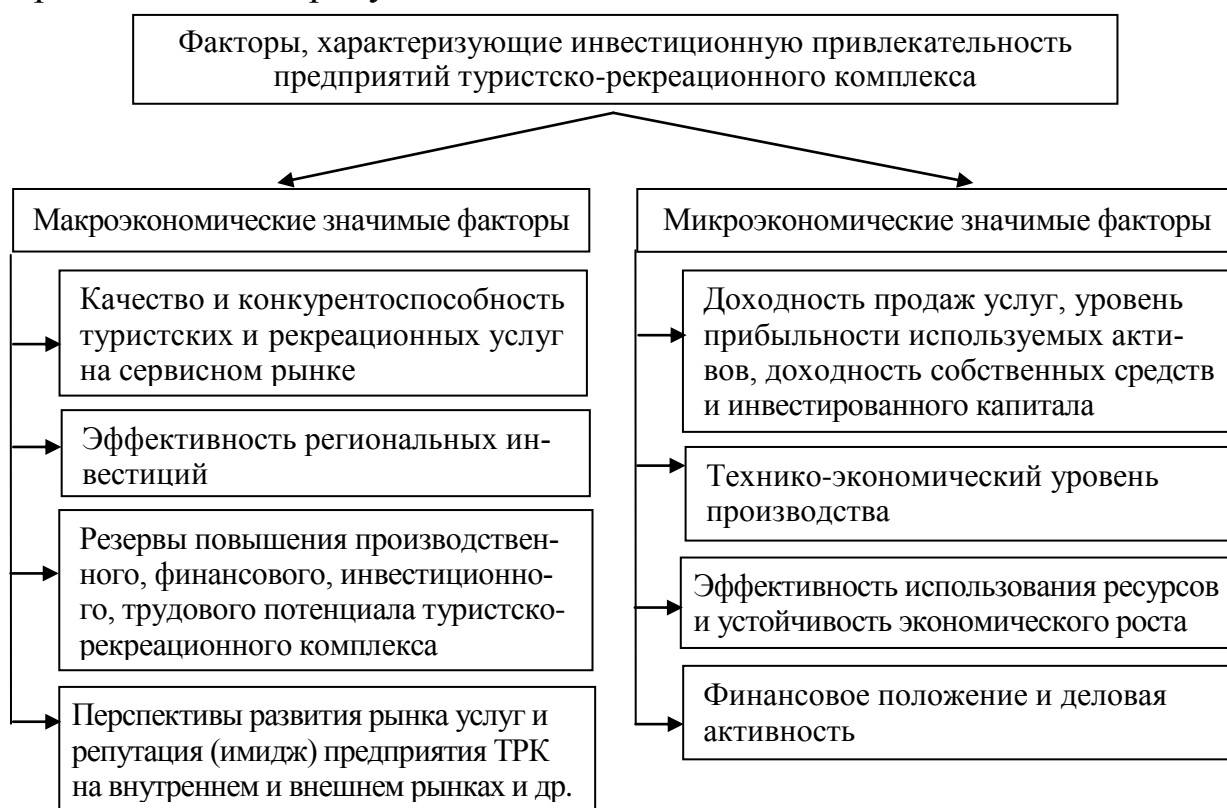 Факторы, характеризующие инвестиционную привлекательность
предприятий туристско-рекреационного комплекса
Макроэкономические значимые факторы
Качество и конкурентоспособность
туристских и рекреационных услуг
на сервисном рынке
Эффективность региональных ин-
вестиций
Резервы повышения производствен-
ного, финансового, инвестиционно-
го, трудового потенциала туристско-
рекреационного комплекса
Перспективы развития рынка услуг и
репутация (имидж) предприятия ТРК
на внутреннем и внешнем рынках и др.
Микроэкономические значимые факторы
Доходность продаж услуг, уровень
прибыльности используемых акти-
вов, доходность собственных средств
и инвестированного капитала
Технико-экономический уровень
производства
Эффективность использования ресурсов
и устойчивость экономического роста
Финансовое положение и деловая
активность